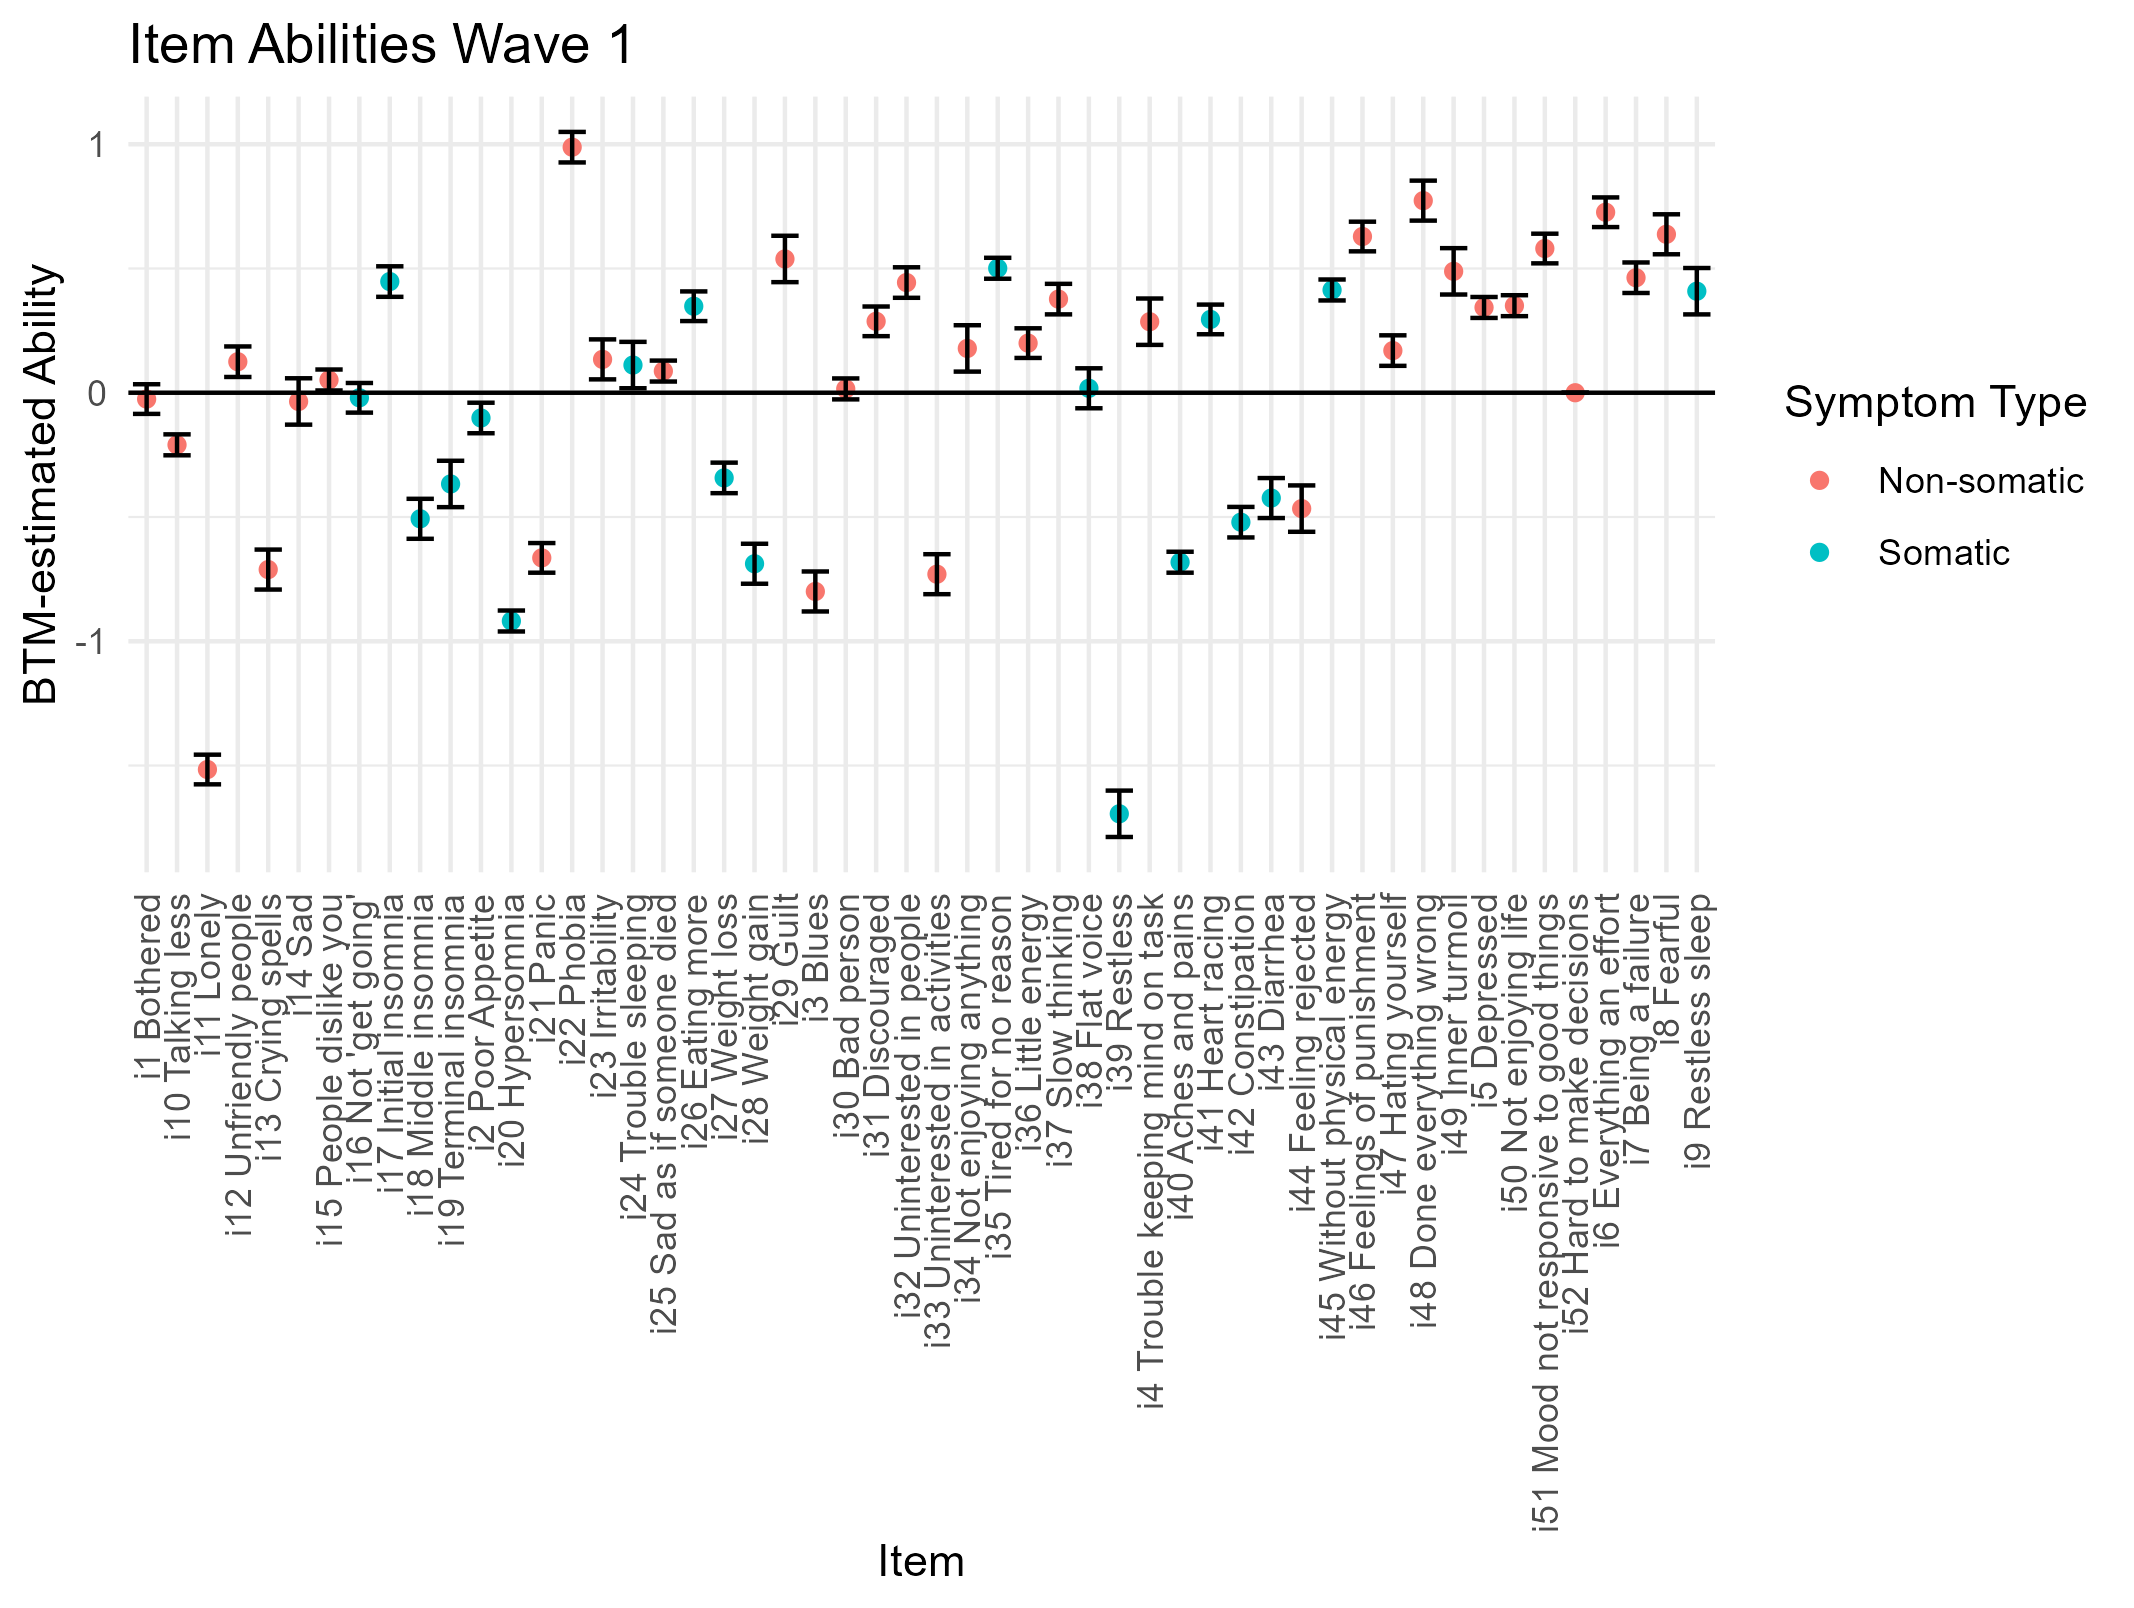 Item Abilities Wave 1
BTM-estimated Ability
1
0
-1
i1 Bothered
i10 Talking less
i11 Lonely
i12 Unfriendly people
i13 Crying spells
i14 Sad
i15 People dislike you
i16 Not 'get going'
i17 Initial insomnia
i18 Middle insomnia
i19 Terminal insomnia
i2 Poor Appetite
i20 Hypersomnia
i21 Panic
i22 Phobia
i23 Irritability
i24 Trouble sleeping
i25 Sad as if someone ded
i26 Eating more
i27 Weight loss
i28 Weight gain
i29 Guilt
i3 Blues
i30 Bad person
i31 Discouraged
i32 Uninterested in people
i33 Uninterested in activities
i34 Not enjoying anything
i35 Tired for no reason
i36 Little energy
i37 Slow thinking
i38 Flat voice
i39 Restless
i4 Trouble keeping mind on task
i40 Aches and pains
i41 Heart racing
i42 Constipation
i43 Diarrhea
i44 Feeling rejected
i45 Without physical energy
i46 Feelings of punishment
i47 Hating yourself
i48 Done everything wrong
i49 Inner turmoil
i5 Depressed
i50 Not enjoying life
i51 Mood not responsive to good things
i52 Hard to make decisions
i6 Everything an effort
i7 Being a failure
i8 Fearful
i9 Restless sleep
Item
Symptom Type
Non-somatic
Somatic